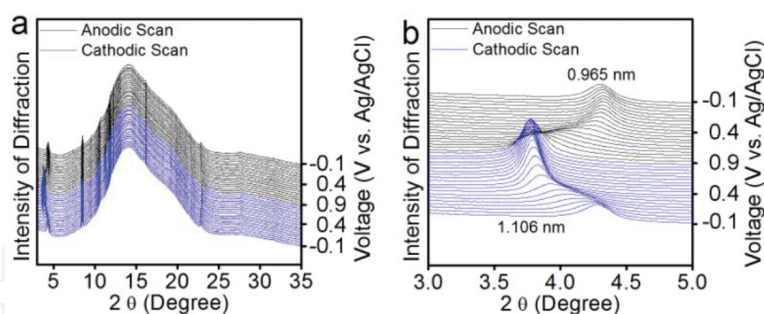 a
Anodic Scan
Cathodic Scan
Intensity of Diffraction
-0.1
0.4
0.9
0.4
-0.1
Voltage (V vs. Ag/AgCl)
5 10 15 20 25 30 35
2 θ (Degree)
b
Anodic Scan
Cathodic Scan
0.965 nm
1.106 nm
Intensity of Diffraction
-0.1
0.4
0.9
0.4
-0.1
Voltage (V vs. Ag/AgCl)
3.0 3.5 4.0 4.5 5.0
2 θ (Degree)